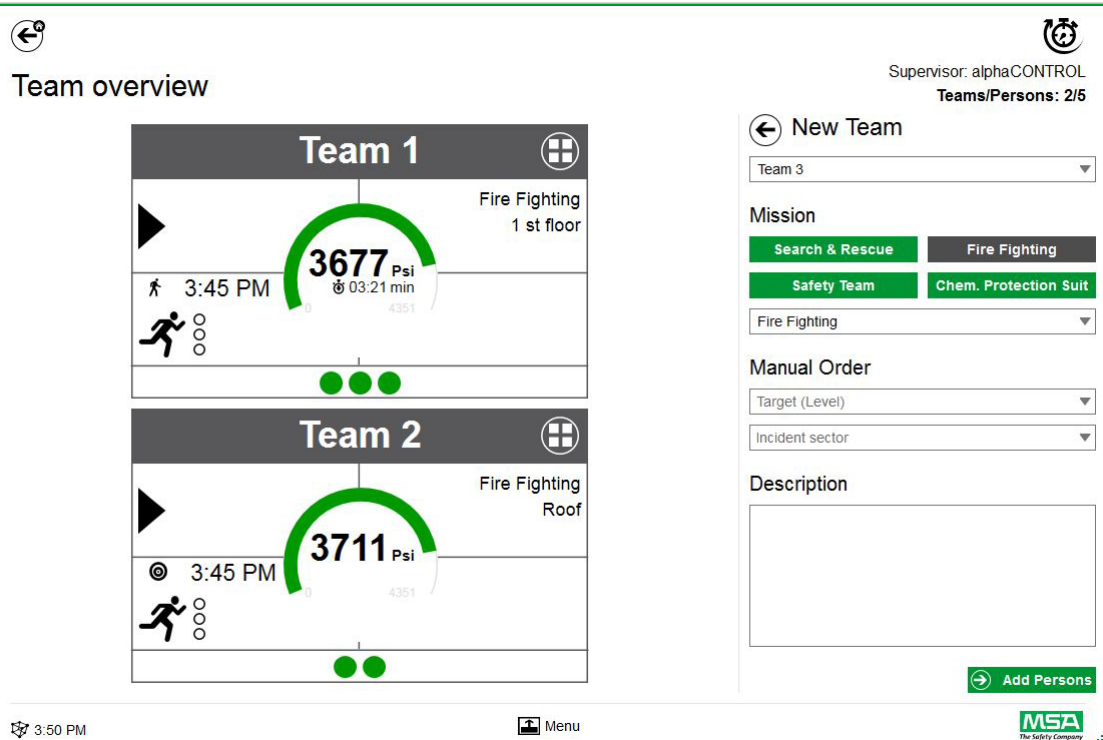 Supervisor: alphaCONTROL
Team overview
Teams/Persons: 2/5
Team 1
Fire Fighting
1 st floor
3677 Psi
03:21 min
3:45 PM
0 4351
Team 2
Fire Fighting
Roof
3711 Psi
3:45 PM
0 4351
New Team
Team 3
Mission
Search & Rescue Fire Fighting
Safety Team Chem. Protection Suit
Fire Fighting
Manual Order
Target (Level)
Incident sector
Description
Add Persons
3:50 PM
Menu
MSA
The Safety Company